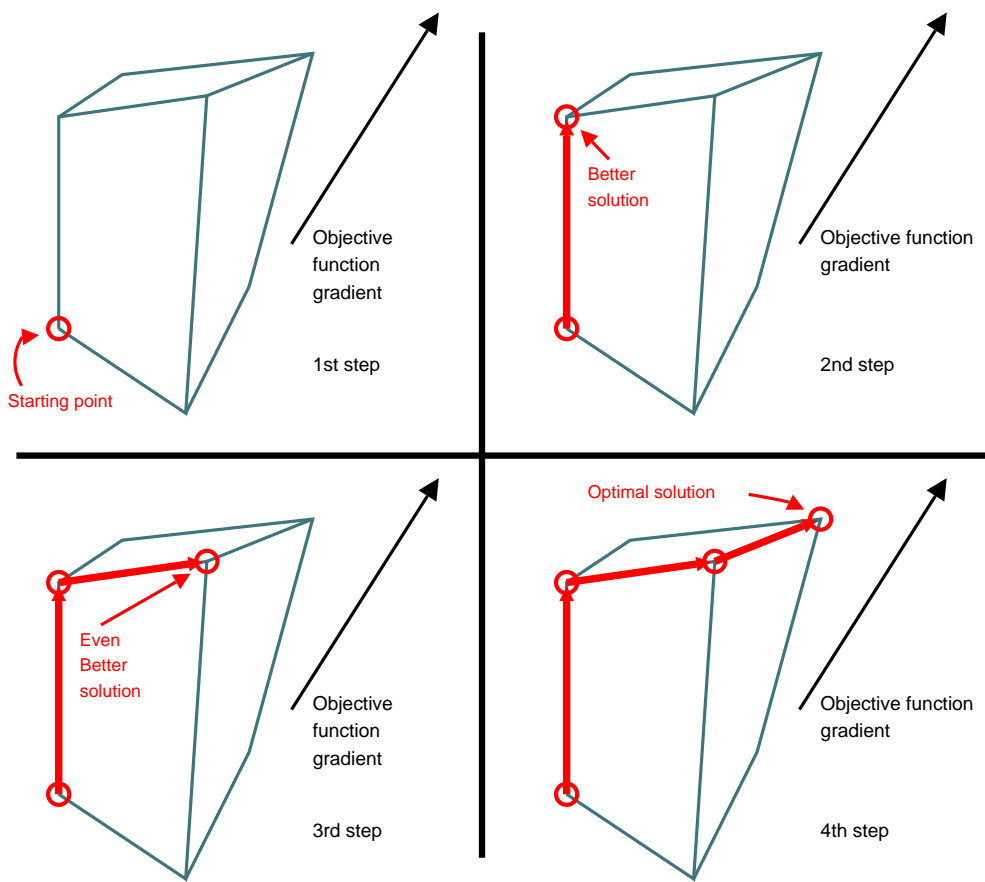 Objective
function
gradient
1st step
Starting point
Better
solution
Objective function
gradient
2nd step
Even
Better
solution
Objective
function
gradient
3rd step
Optimal solution
Objective function
gradient
4th step